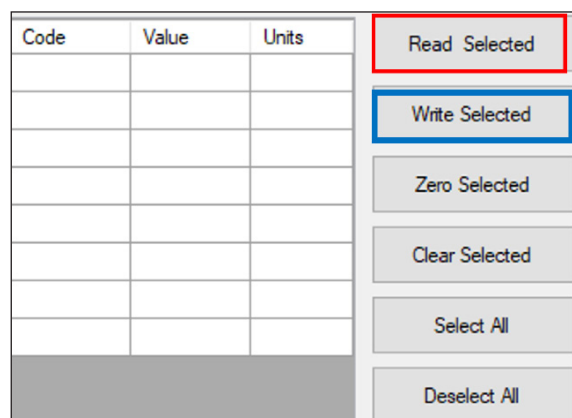 Code Value Units
Read Selected
Write Selected
Zero Selected
Clear Selected
Select All
Deselect All